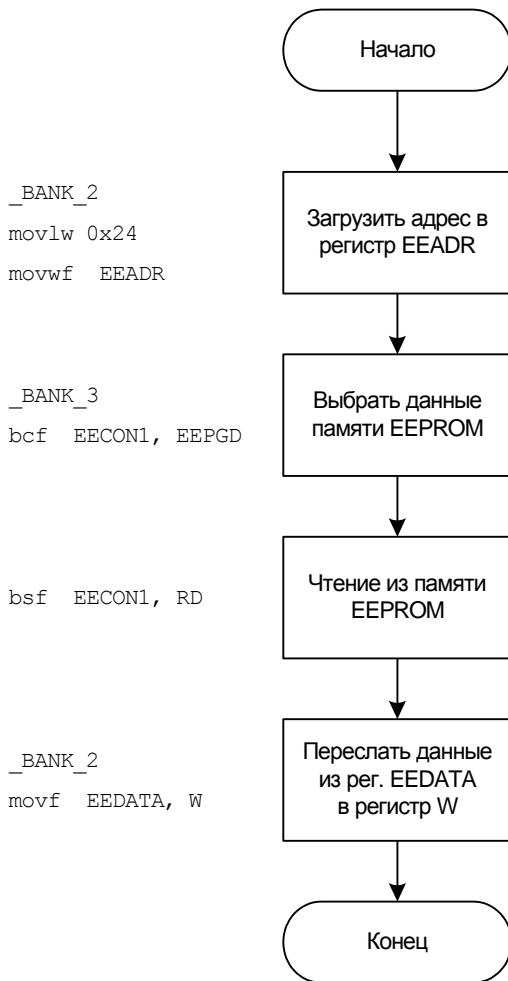 Начало
_BANK_2
movlw 0x24
movwf EEADR
Загрузить адрес в
регистр EEADR
_BANK_3
bcf EECON1, EEPGD
Выбрать данные
памяти EEPROM
bsf EECON1, RD
Чтение из памяти
EEPROM
_BANK_2
movf EEDATA, W
Переслать данные
из рег. EEDATA
в регистр W
Конец